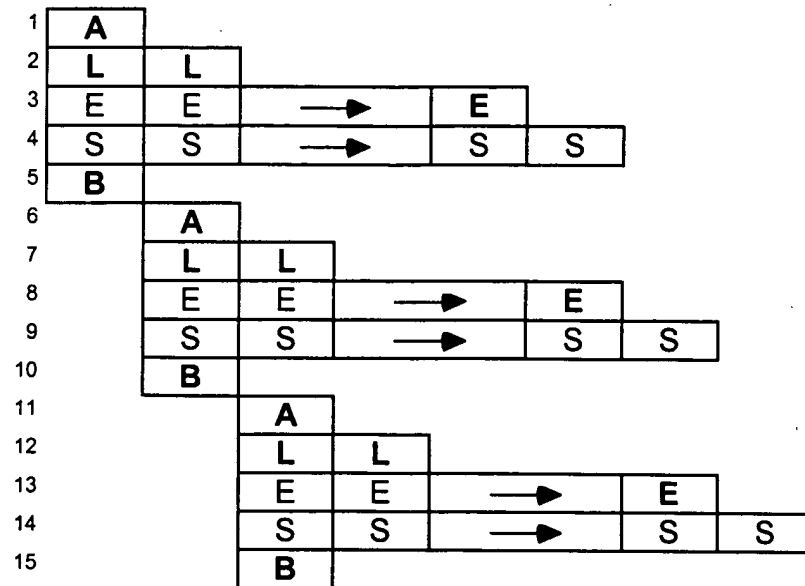 1 A
2 L L
3 E E → E
4 S S → S S
5 B
6 A
7 L L
8 E E → E
9 S S → S S
10 B
11 A
12 L L
13 E E → E
14 S S → S S
15 B